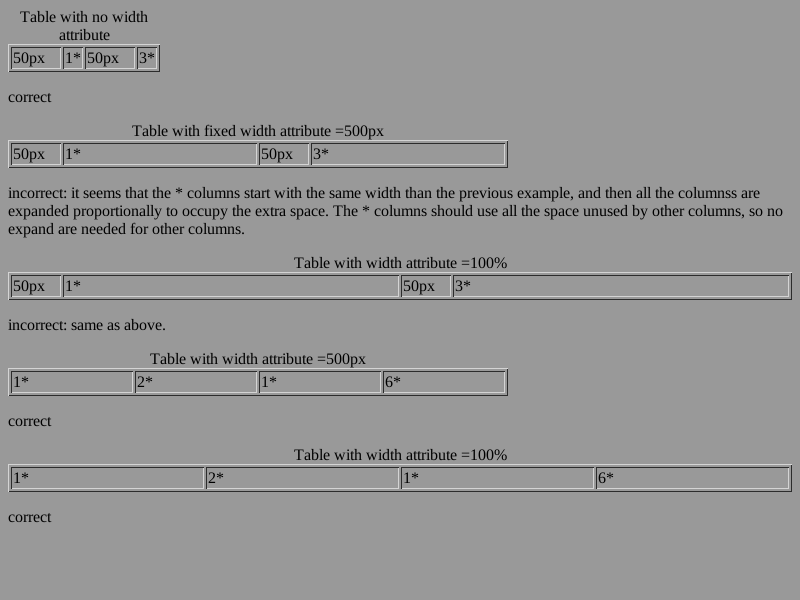 Table with no width
attribute
50px 1* 50px 3*
correct
Table with fixed width attribute =500px
50px 1* 50px 3*
incorrect: it seems that the * columns start with the same width than the previous example, and then all the columnss are
expanded proportionally to occupy the extra space. The * columns should use all the space unused by other columns, so no
expand are needed for other columns.
Table with width attribute =100%
50px 1* 50px 3*
incorrect: same as above.
Table with width attribute =500px
1* 2* 1* 6*
correct
Table with width attribute =100%
1* 2* 1* 6*
correct